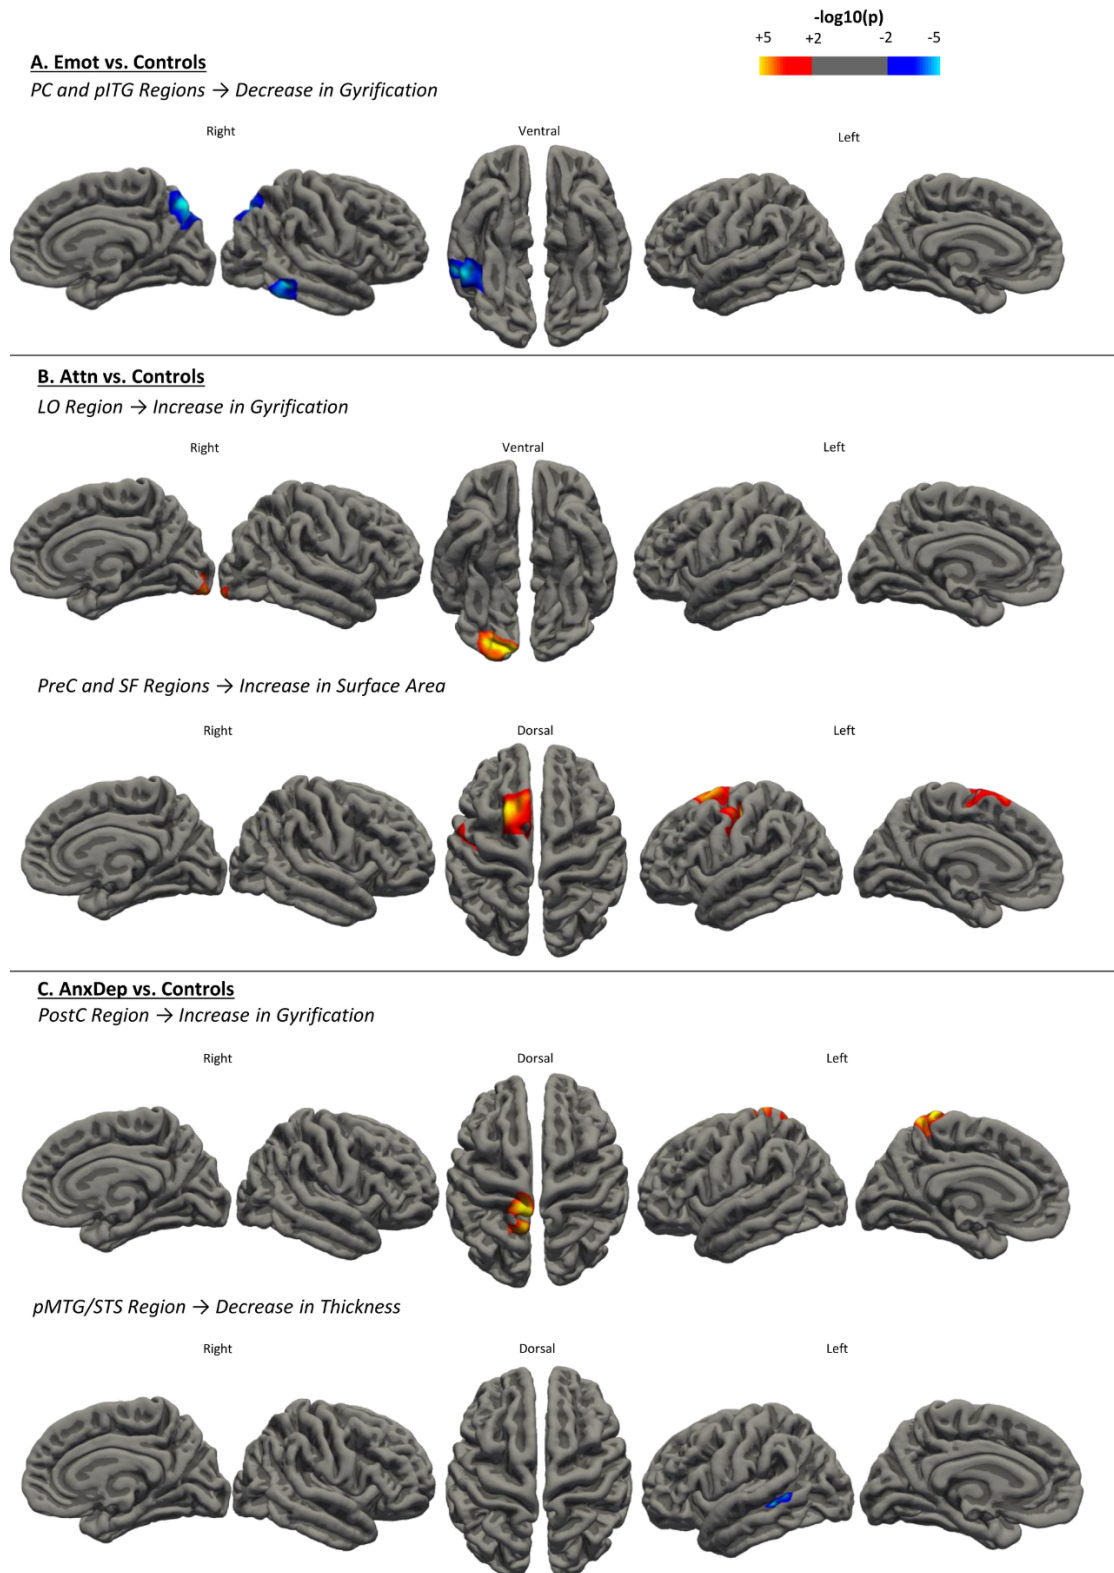 -log10(p)
+5 +2 -2 -5
A. Emot vs. Controls
PC and pITG Regions → Decrease in Gyrification
Right Ventral Left
B. Attn vs. Controls
LO Region → Increase in Gyrification
Right Ventral Left
PreC and SF Regions → Increase in Surface Area
Right Dorsal Left
C. AnxDep vs. Controls
PostC Region → Increase in Gyrification
Right Dorsal Left
pMTG/STS Region → Decrease in Thickness
Right Dorsal Left